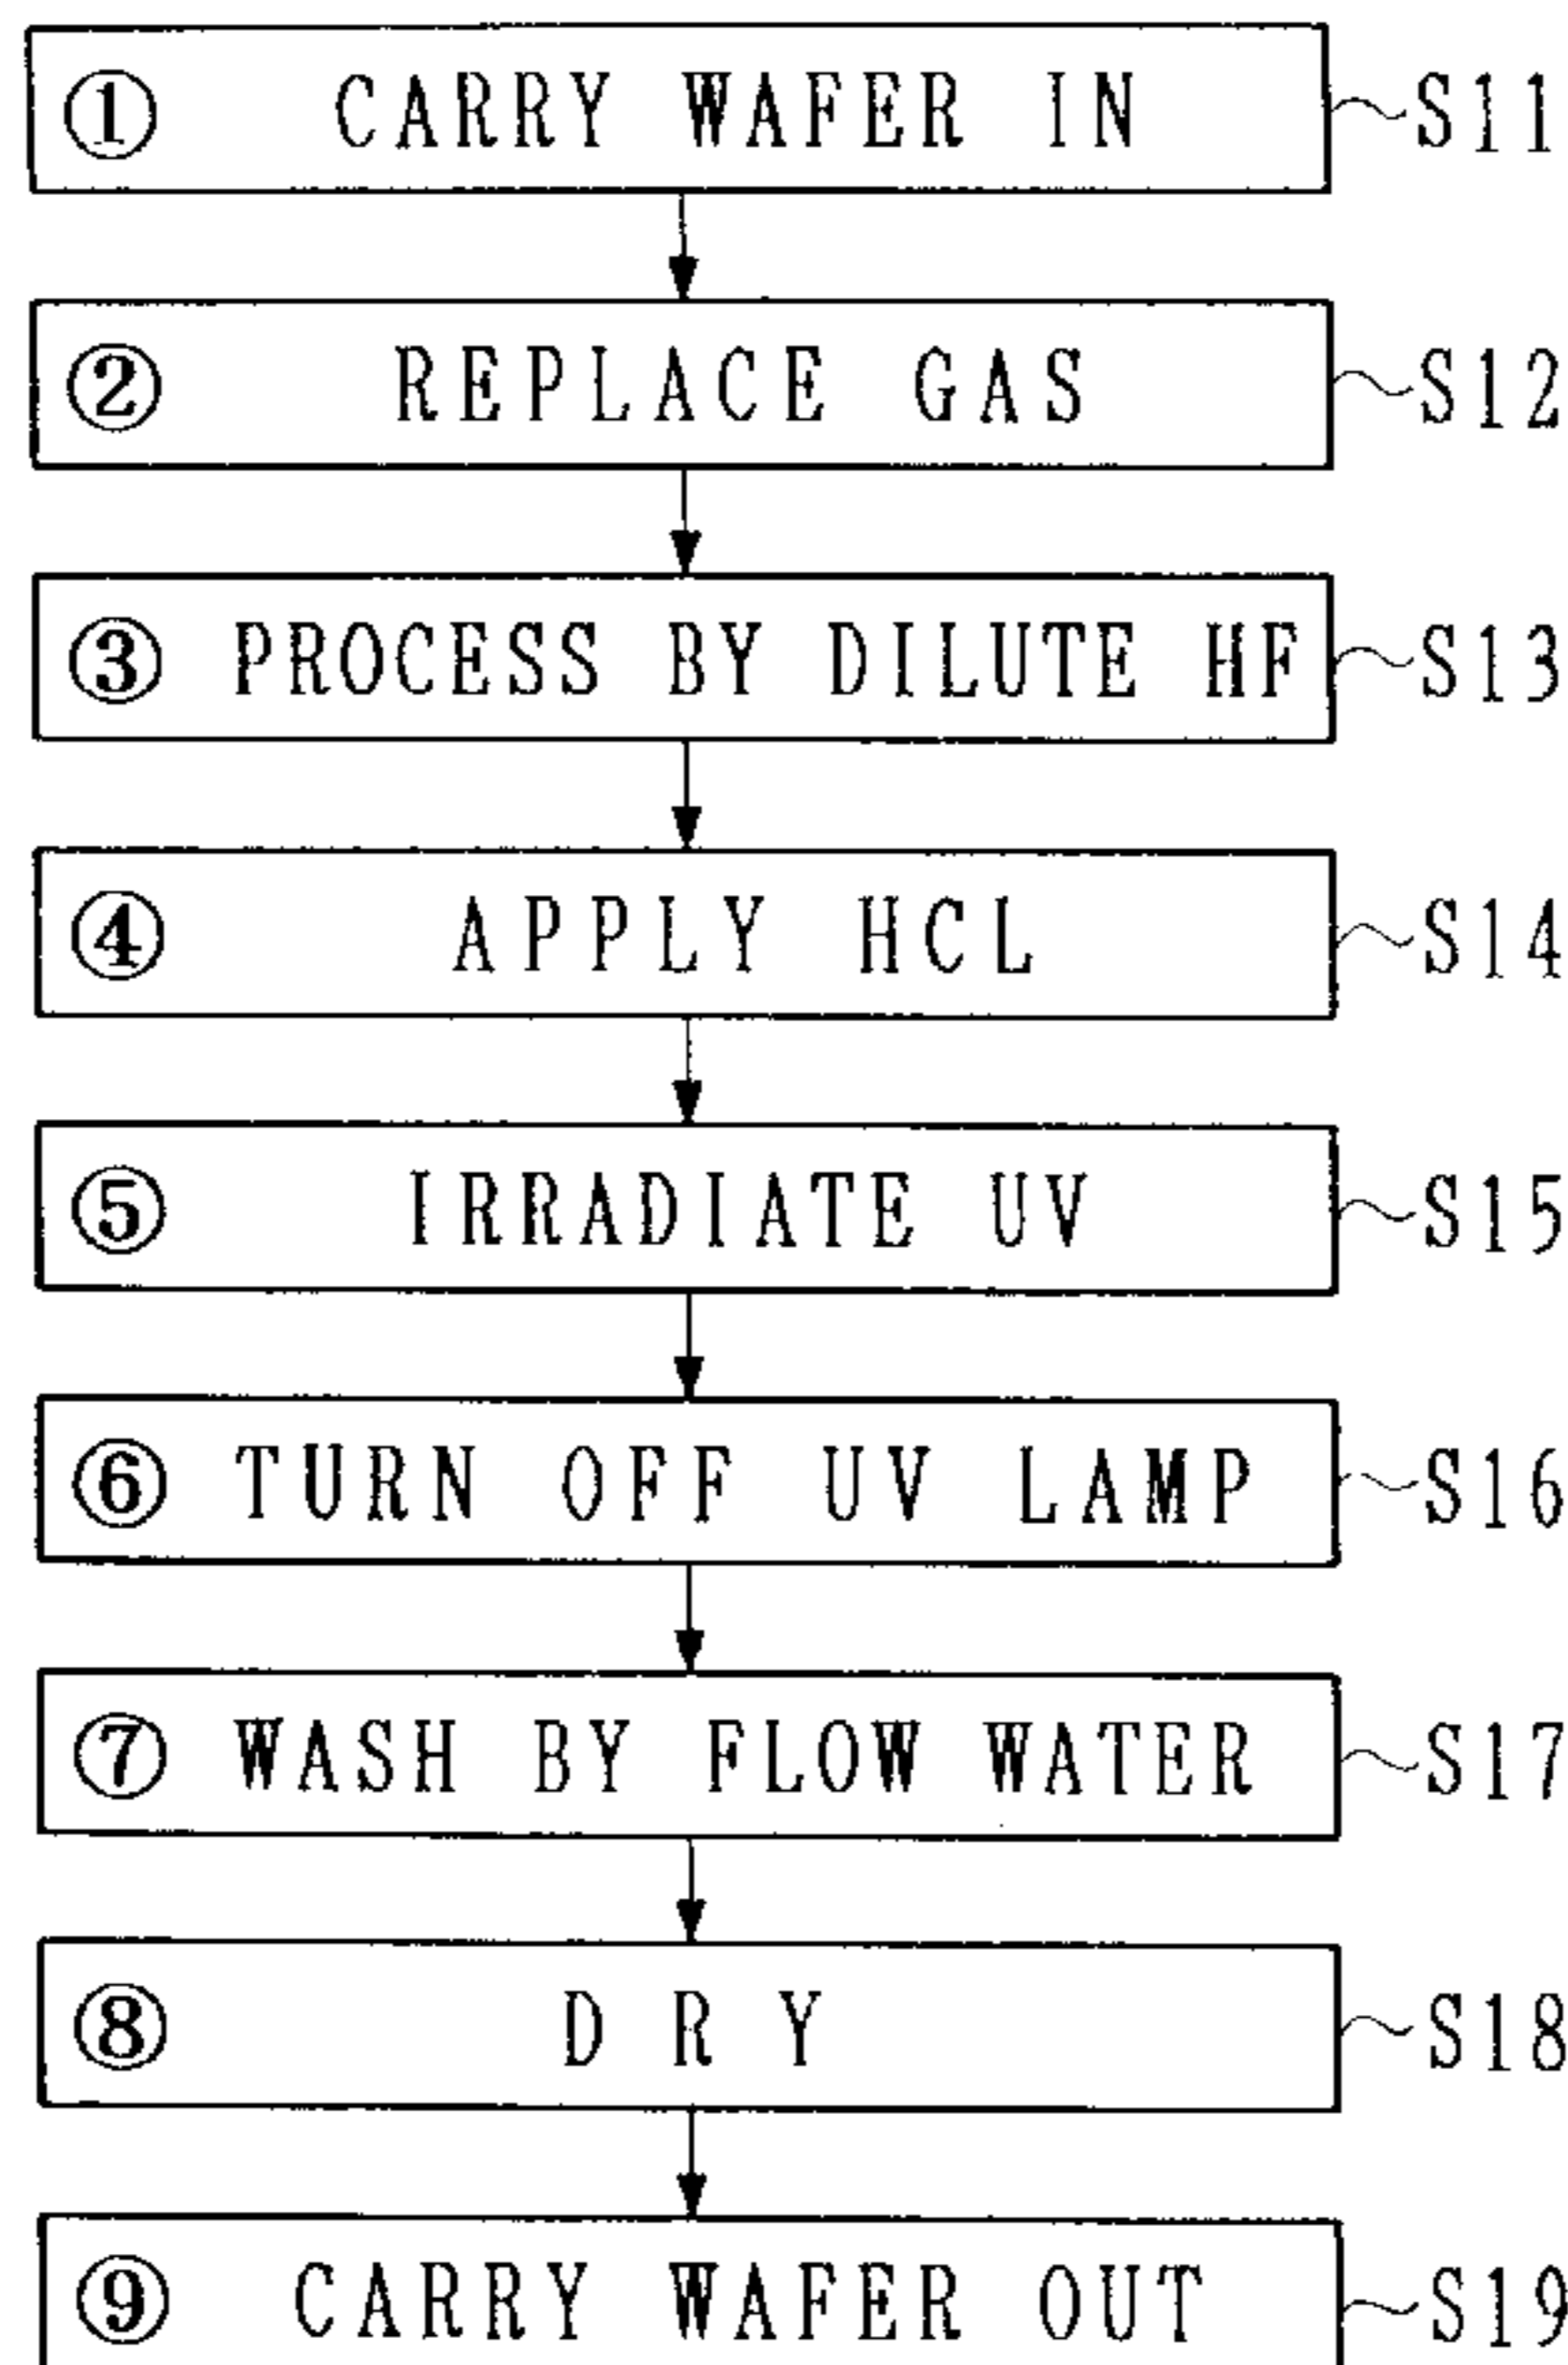 ① CARRY WAFER IN S11
② REPLACE GAS S12
③ PROCESS BY DILUTE HF S13
④ APPLY HCL S14
⑤ IRRADIATE UV S15
⑥ TURN OFF UV LAMP S16
⑦ WASH BY FLOW WATER S17
⑧ DRY S18
⑨ CARRY WAFER OUT S19